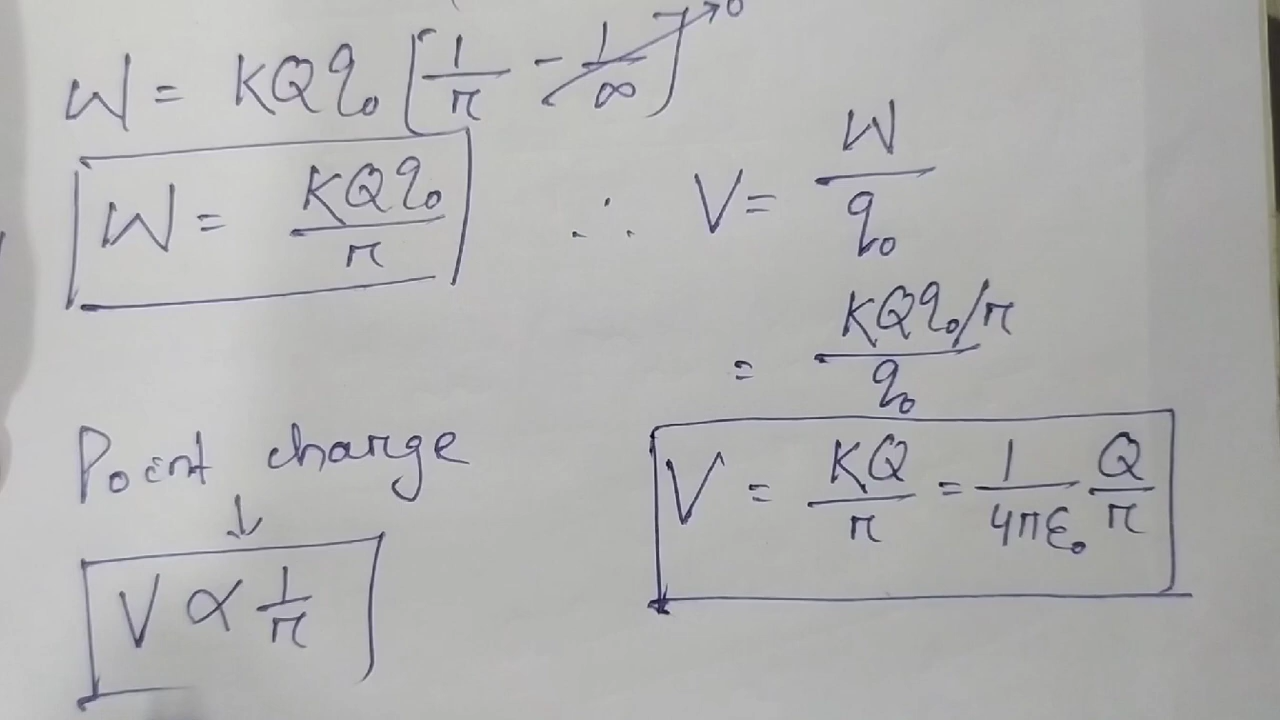 W = KQq₀ [1/r - 1/∞]→0
W = KQq₀/r
∴ V = W/q₀
= KQq₀/r / q₀
V = KQ/r = 1/4πε₀ Q/r
Point charge
↓
V ∝ 1/r